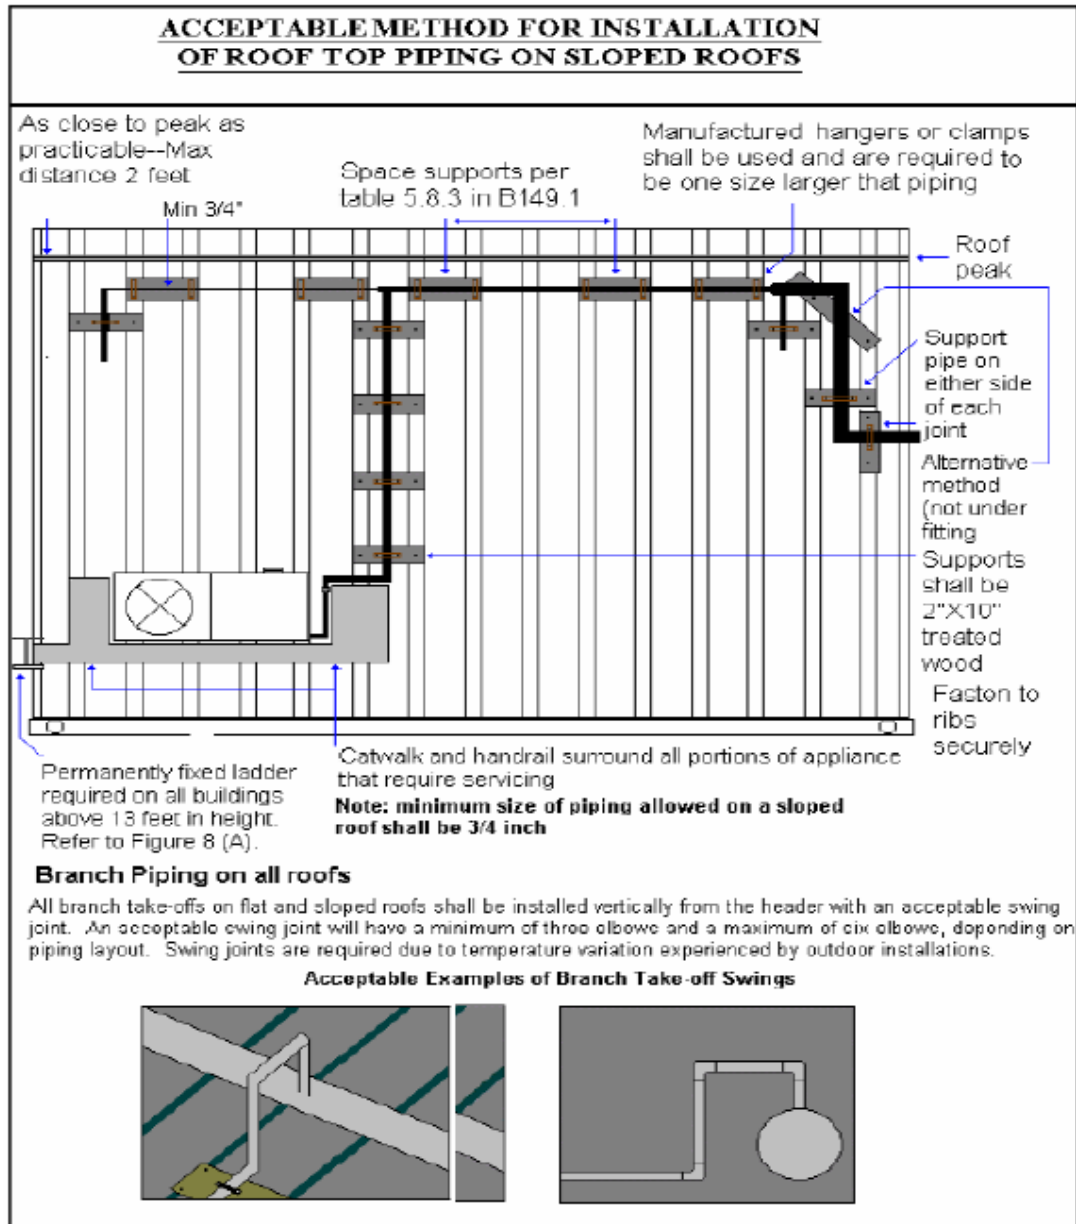 ACCEPTABLE METHOD FOR INSTALLATION
OF ROOF TOP PIPING ON SLOPED ROOFS
As close to peak as
practicable--Max
distance 2 feet
Min 3/4"
Space supports per
table 5.8.3 in B149.1
Manufactured hangers or clamps
shall be used and are required to
be one size larger that piping
Roof
peak
Support
pipe on
either side
of each
joint
Alternative
method
(not under
fitting
Supports
shall be
2"X10"
treated
wood
Faston to
ribs
securely
Permanently fixed ladder
required on all buildings
above 13 feet in height.
Refer to Figure 8 (A).
Catwalk and handrail surround all portions of appliance
that require servicing
Note: minimum size of piping allowed on a sloped
roof shall be 3/4 inch
Branch Piping on all roofs
All branch take-offs on flat and sloped roofs shall be installed vertically from the header with an acceptable swing
joint. An acceptable swing joint will have a minimum of three elbows and a maximum of six elbows, depending on
piping layout. Swing joints are required due to temperature variation experienced by outdoor installations.
Acceptable Examples of Branch Take-off Swings